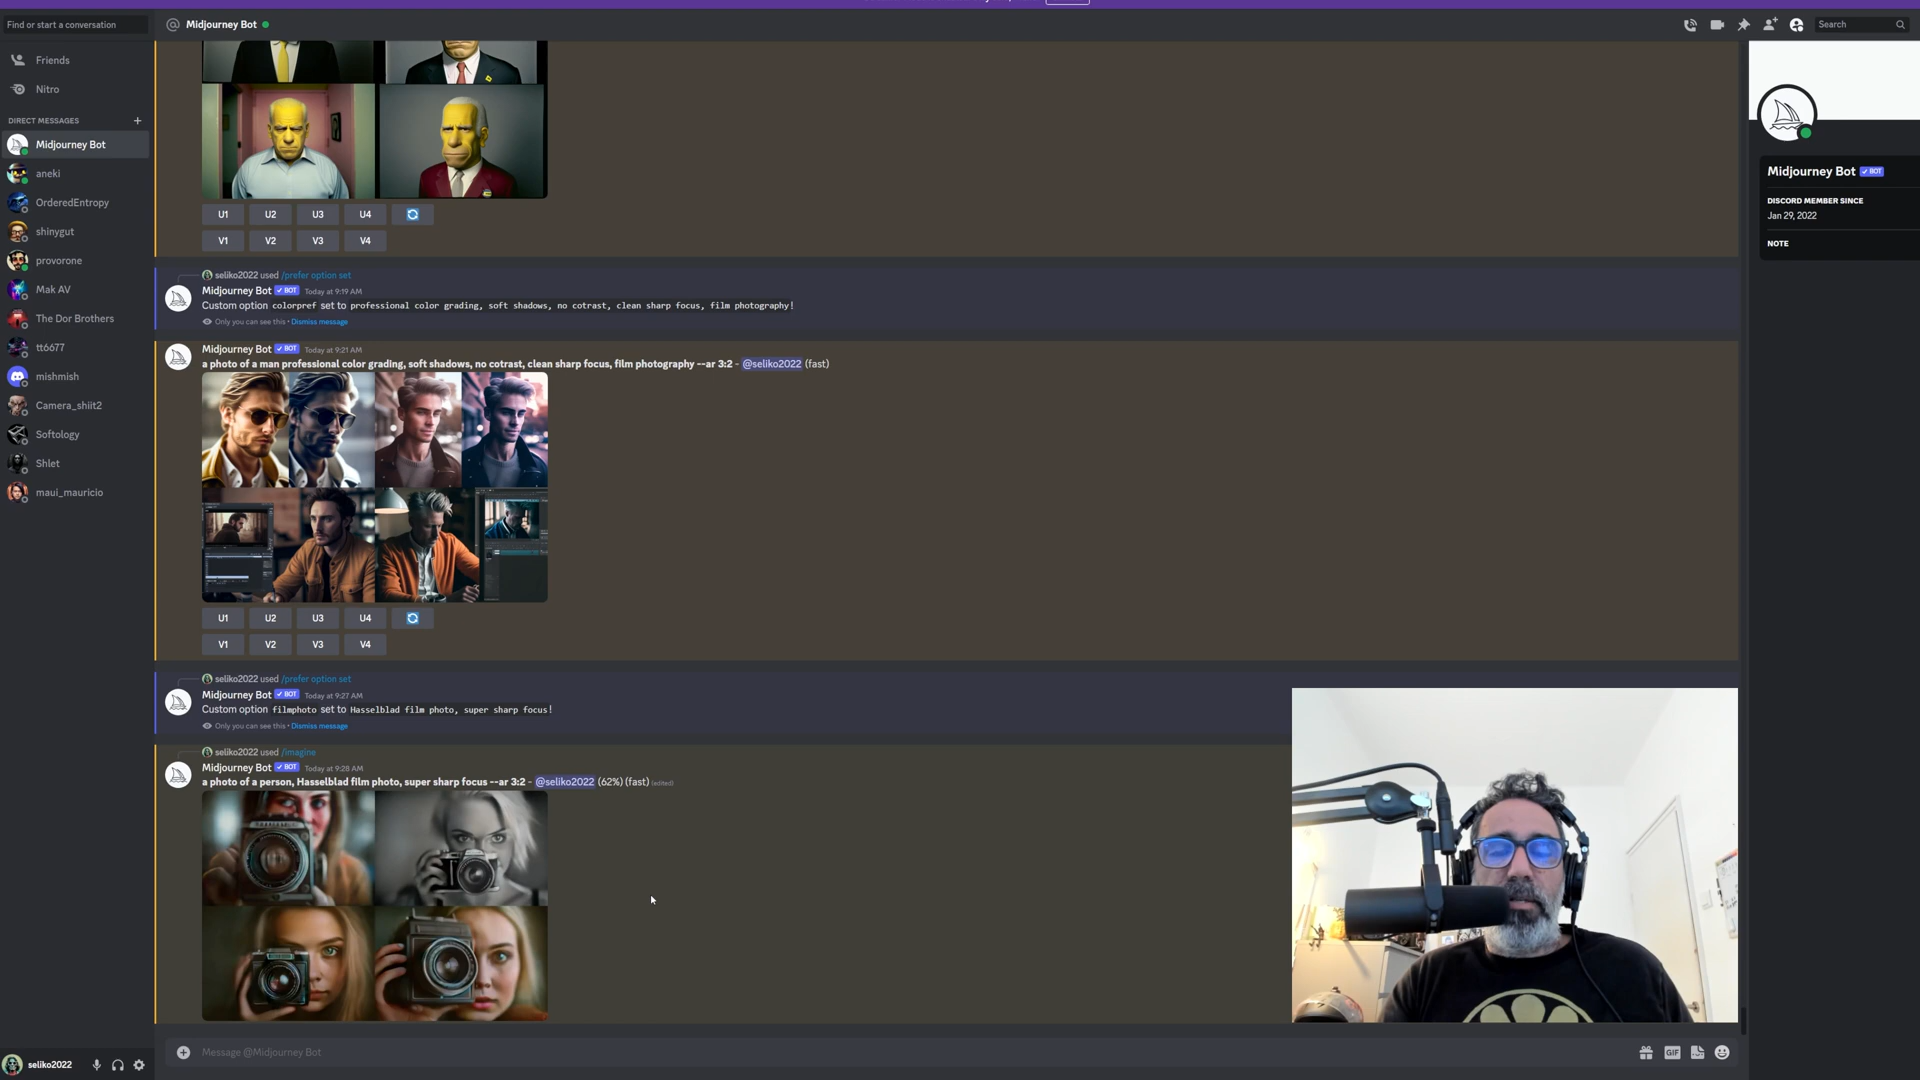 Find or start a conversation
Midjourney Bot
Search
Friends
Nitro
DIRECT MESSAGES
Midjourney Bot
aneki
OrderedEntropy
shinygut
provorone
Mak AV
The Dor Brothers
tt6677
mishmish
Camera_shiit2
Softology
Shlet
maui_mauricio
seliko2022
U1 U2 U3 U4
V1 V2 V3 V4
seliko2022 used /prefer option set
Midjourney Bot BOT Today at 9:19 AM
Custom option colorpref set to professional color grading, soft shadows, no cotrast, clean sharp focus, film photography!
Only you can see this • Dismiss message
Midjourney Bot BOT Today at 9:21 AM
a photo of a man professional color grading, soft shadows, no cotrast, clean sharp focus, film photography --ar 3:2 - @seliko2022 (fast)
U1 U2 U3 U4
V1 V2 V3 V4
seliko2022 used /prefer option set
Midjourney Bot BOT Today at 9:27 AM
Custom option filmphoto set to Hasselblad film photo, super sharp focus!
Only you can see this • Dismiss message
seliko2022 used /imagine
Midjourney Bot BOT Today at 9:28 AM
a photo of a person, Hasselblad film photo, super sharp focus --ar 3:2 - @seliko2022 (62%) (fast) (edited)
Message @Midjourney Bot
GIF
Midjourney Bot BOT
DISCORD MEMBER SINCE
Jan 29, 2022
NOTE